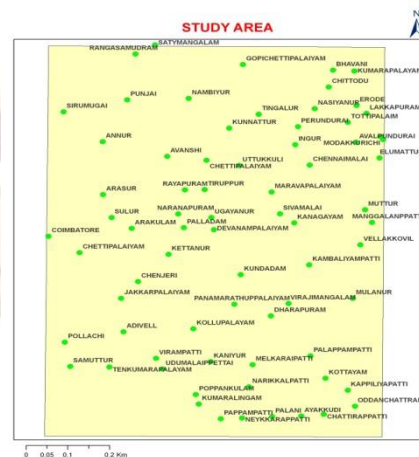 N
STUDY AREA
SATYMANGALAM
RANGASAMUDRAM
GOPICHETTIPALAIYAM
BHAVANI
KUMARAPALAYAM
CHITTODU
PUNJAI
NAMBIYUR
SIRUMUGAI
NASIYANUR
ERODE
LAKKAPURAM
TINGALUR
TOTTIPALAIM
KUNNATTUR
PERUNDURAI
ANNUR
INGUR
AVALPUNDURAI
MODAKKURICHI
AVANSHI
UTTUKKULI
CHETTIPALAIYAM
CHENNAIMALAI
ELUMATTUR
ARASUR
RAYAPURAM
TIRUPPUR
MARAVAPALAIYAM
SULUR
NARANAPURAM
UGAYANUR
SIVAMALAI
MUTTUR
ARAKULAM
PALLADAM
DEVANAMPALAIYAM
KANAGAYAM
MANGGALANPPATTI
COIMBATORE
CHETTIPALAIYAM
KETTANUR
VELLAKKOVIL
KAMBALIYAMPATTI
CHENJERI
KUNDADAM
JAKKARPALAIYAM
PANAMARATHUPPALAIYAM
VIRAJIMANGALAM
MULANUR
DHARAPURAM
ADIVELL
KOLLUPALAYAM
POLLACHI
PALAPPAMPATTI
VIRAMPATTI
KANIYUR
SAMUTTUR
TENKUMARAPALAYAM
UDUMALAIPPETTAI
MELKARAIPATTI
KOTTAYAM
NARIKKALPATTI
POPPANKULAM
KAPPILIYAPATTI
KUMARALINGAM
ODDANCHATTRAM
PAPPAMPATTI
PALANI
AYAKKUDI
NEYKKARAPPATTI
CHATTIRAPPATTI
0 0.05 0.1 0.2 Km